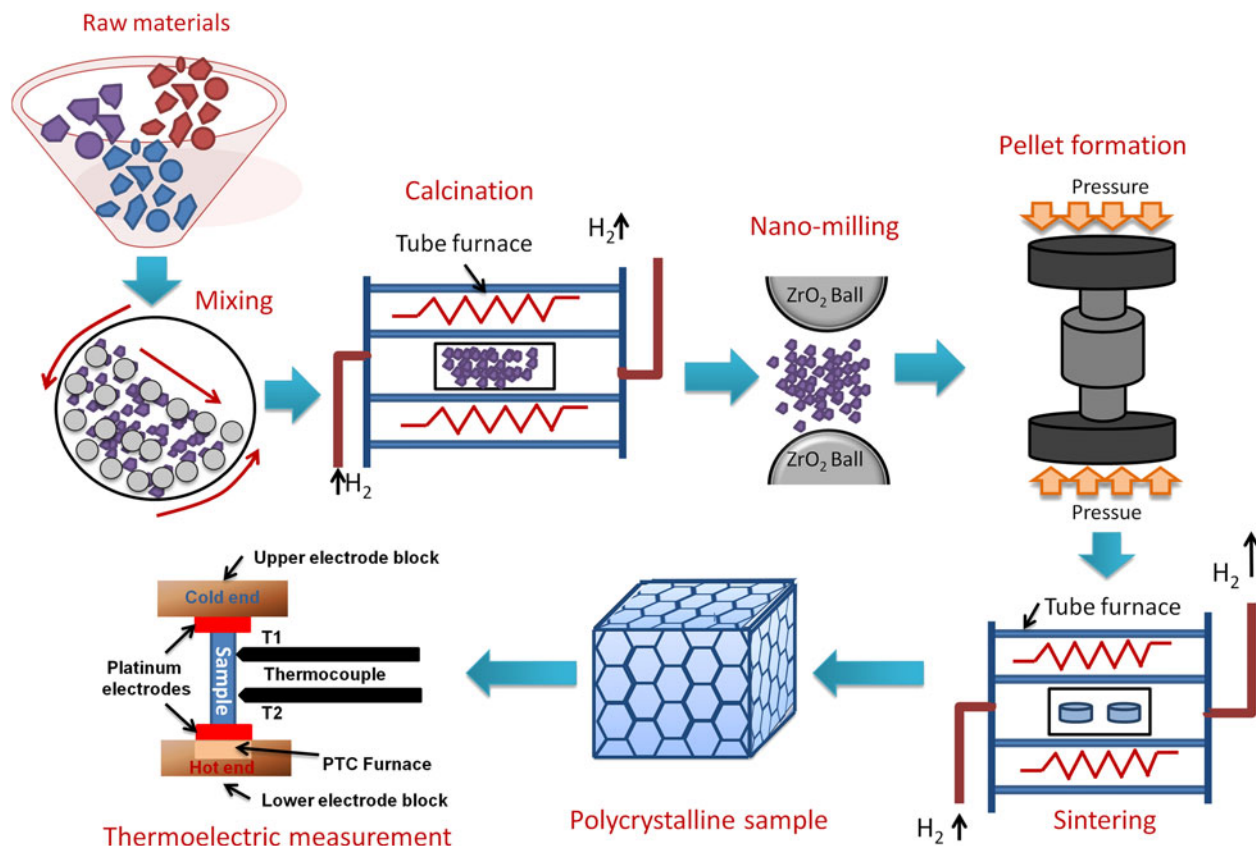 Raw materials
Mixing
Calcination
Tube furnace
H₂
H₂
Nano-milling
ZrO₂ Ball
ZrO₂ Ball
Pellet formation
Pressure
Pressue
H₂
Tube furnace
H₂
Sintering
Polycrystalline sample
Upper electrode block
Cold end
T1
Platinum
electrodes
Sample
Thermocouple
T2
PTC Furnace
Hot end
Lower electrode block
Thermoelectric measurement